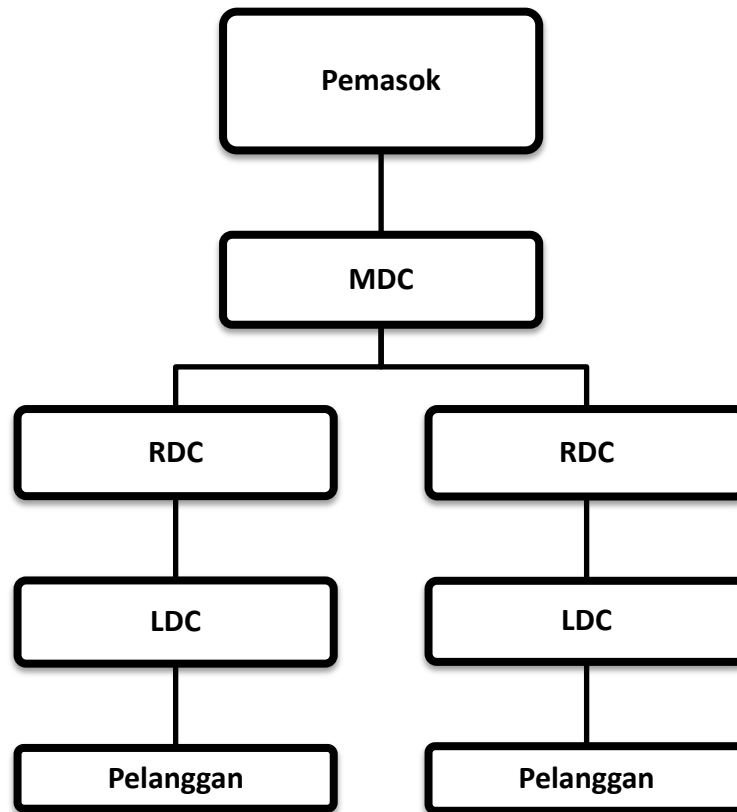 Pemasok
MDC
RDC
RDC
LDC
LDC
Pelanggan
Pelanggan